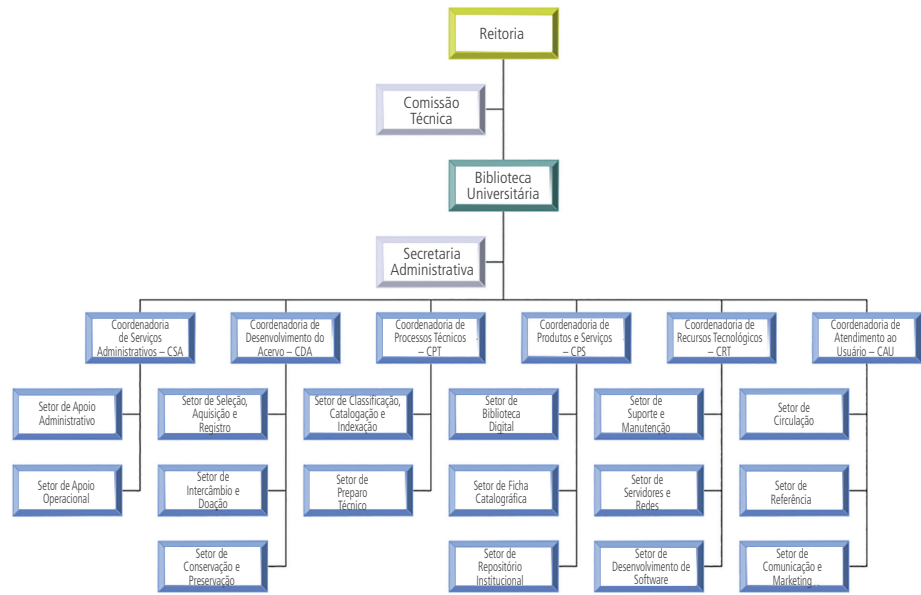 Reitoria
Comissão
Técnica
Biblioteca
Universitária
Secretaria
Administrativa
Coordenadoria
de Serviços
Administrativos – CSA
Coordenadoria de
Desenvolvimento do
Acervo – CDA
Coordenadoria de
Processos Técnicos –
CPT
Coordenadoria de
Produtos e Serviços –
CPS
Coordenadoria de
Recursos Tecnológicos –
CRT
Coordenadoria de
Atendimento ao
Usuário – CAU
Setor de Apoio
Administrativo
Setor de Seleção,
Aquisição e
Registro
Setor de Classificação,
Catalogação e
Indexação
Setor de
Biblioteca
Digital
Setor de
Suporte e
Manutenção
Setor de
Circulação
Setor de Apoio
Operacional
Setor de
Intercâmbio e
Doação
Setor de
Preparo
Técnico
Setor de Ficha
Catalográfica
Setor de
Servidores e
Redes
Setor de
Referência
Setor de
Conservação e
Preservação
Setor de
Repositório
Institucional
Setor de
Desenvolvimento de
Software
Setor de
Comunicação e
Marketing